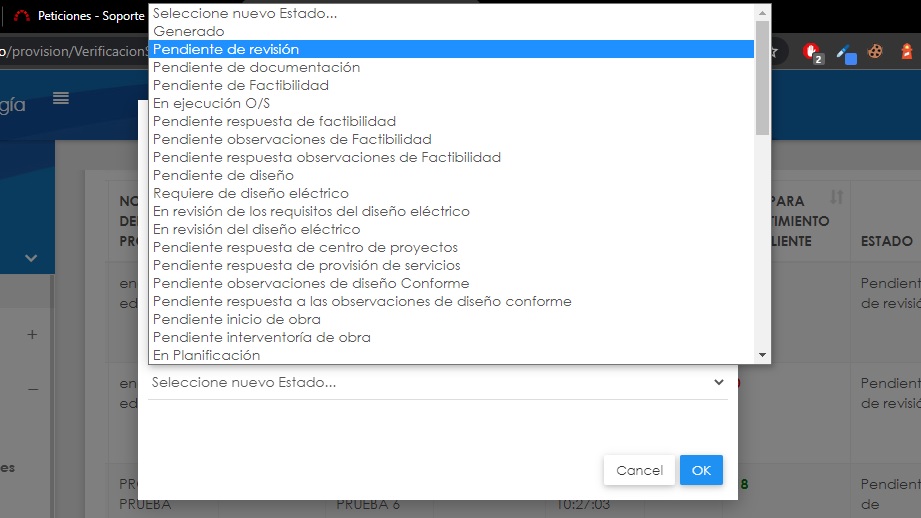 Peticiones - Soporte
o/provision/Verificacion
2
gía
Seleccione nuevo Estado...
Generado
Pendiente de revisión
Pendiente de documentación
Pendiente de Factibilidad
En ejecución O/S
Pendiente respuesta de factibilidad
Pendiente observaciones de Factibilidad
Pendiente respuesta observaciones de Factibilidad
Pendiente de diseño
Requiere de diseño eléctrico
En revisión de los requisitos del diseño eléctrico
En revisión del diseño eléctrico
Pendiente respuesta de centro de proyectos
Pendiente respuesta de provisión de servicios
Pendiente observaciones de diseño Conforme
Pendiente respuesta a las observaciones de diseño conforme
Pendiente inicio de obra
Pendiente interventoría de obra
En Planificación
Seleccione nuevo Estado...
Cancel
OK
NO
DE
PRO
PARA
TIMIENTO
LIENTE
ESTADO
en
ed
Pendient
de revisió
en
ed
Pendient
de revisió
es
PRO
PRUEBA
PRUEBA 6
10:27:03
8
Pendient
de